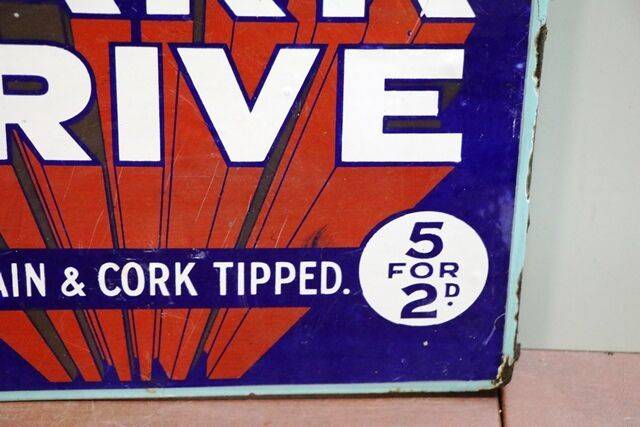 RIVE
AIN & CORK TIPPED.
5
FOR
2D.